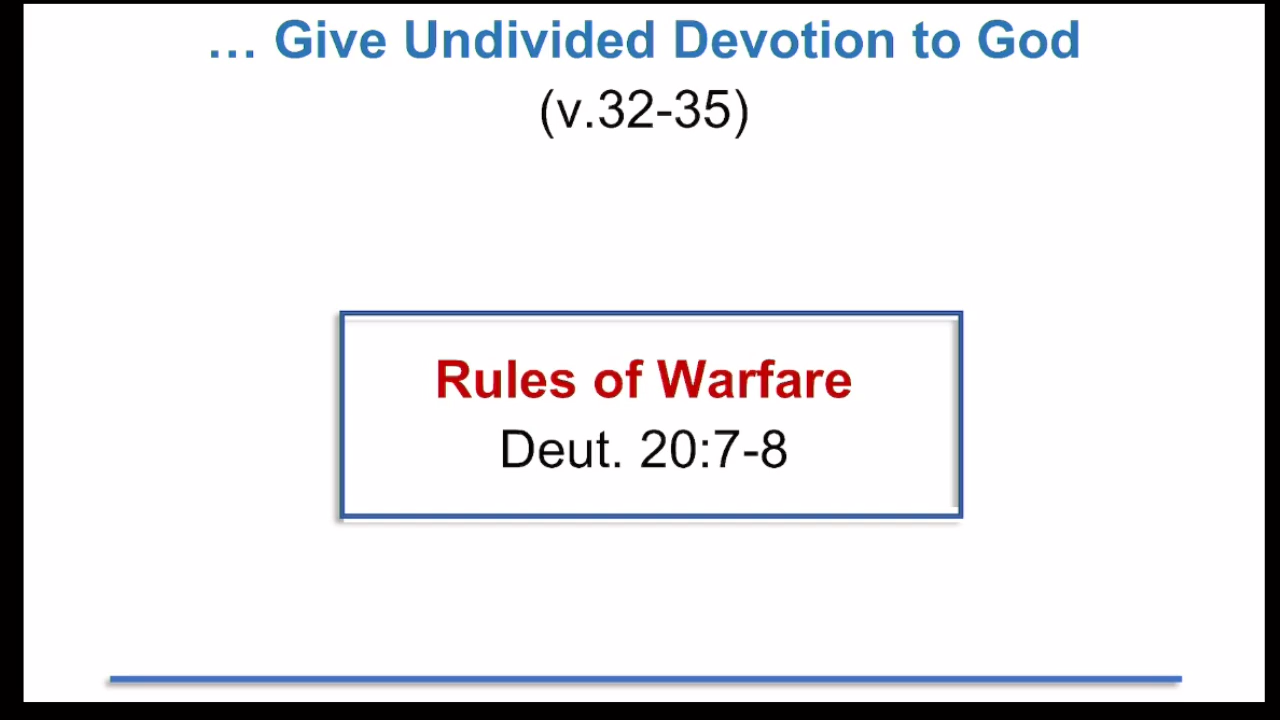 ... Give Undivided Devotion to God
(v.32-35)
Rules of Warfare
Deut. 20:7-8